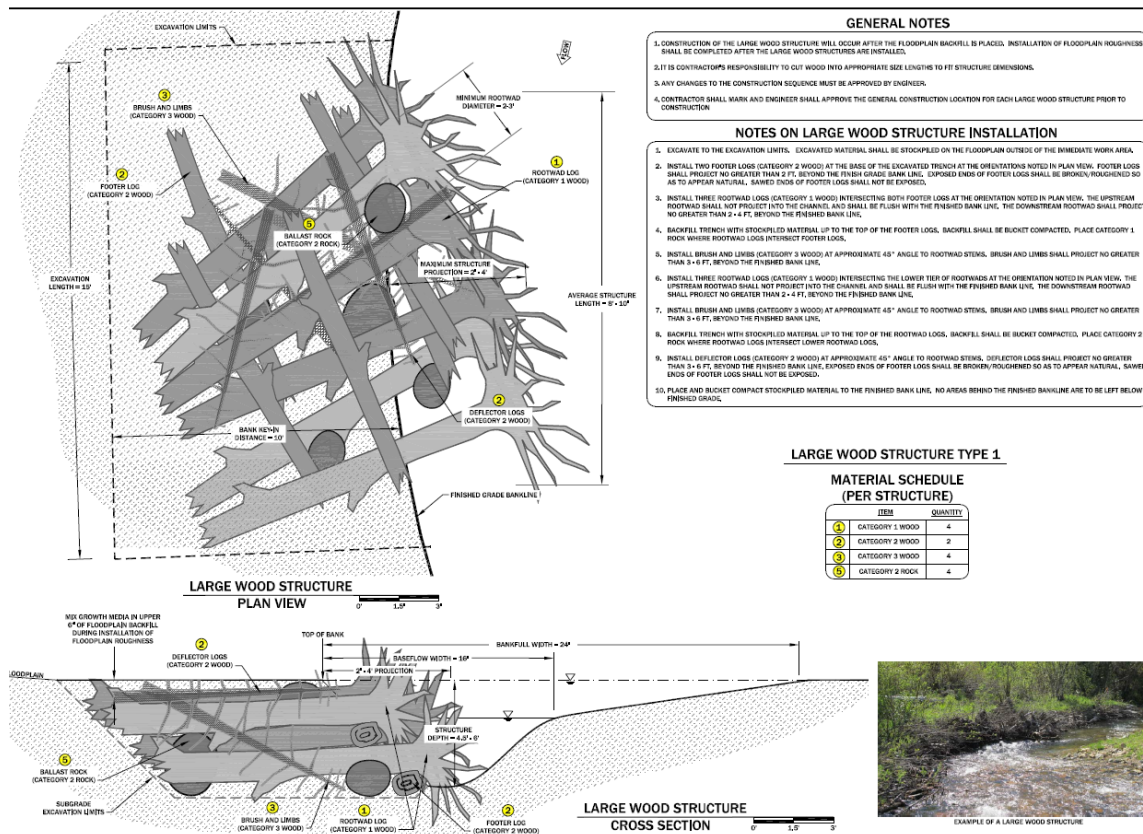 EXCAVATION LIMITS
FLOW
3
BRUSH AND LIMBS
(CATEGORY 3 WOOD)
MINIMUM ROOTWAD
DIAMETER = 2-3'
2
FOOTER LOG
(CATEGORY 2 WOOD)
1
ROOTWAD LOG
(CATEGORY 1 WOOD)
5
BALLAST ROCK
(CATEGORY 2 ROCK)
EXCAVATION
LENGTH = 15'
MAXIMUM STRUCTURE
PROJECTION = 2' - 4'
AVERAGE STRUCTURE
LENGTH = 8' - 10'
2
DEFLECTOR LOGS
(CATEGORY 2 WOOD)
BANK KEY-IN
DISTANCE = 10'
FINISHED GRADE BANKLINE
LARGE WOOD STRUCTURE
PLAN VIEW
0' 1.5' 3'
GENERAL NOTES
1. CONSTRUCTION OF THE LARGE WOOD STRUCTURE WILL OCCUR AFTER THE FLOODPLAIN BACKFILL IS PLACED. INSTALLATION OF FLOODPLAIN ROUGHNESS
SHALL BE COMPLETED AFTER THE LARGE WOOD STRUCTURES ARE INSTALLED.
2. IT IS CONTRACTOR'S RESPONSIBILITY TO CUT WOOD INTO APPROPRIATE SIZE LENGTHS TO FIT STRUCTURE DIMENSIONS.
3. ANY CHANGES TO THE CONSTRUCTION SEQUENCE MUST BE APPROVED BY ENGINEER.
4. CONTRACTOR SHALL MARK AND ENGINEER SHALL APPROVE THE GENERAL CONSTRUCTION LOCATION FOR EACH LARGE WOOD STRUCTURE PRIOR TO
CONSTRUCTION
NOTES ON LARGE WOOD STRUCTURE INSTALLATION
1. EXCAVATE TO THE EXCAVATION LIMITS. EXCAVATED MATERIAL SHALL BE STOCKPILED ON THE FLOODPLAIN OUTSIDE OF THE IMMEDIATE WORK AREA.
2. INSTALL TWO FOOTER LOGS (CATEGORY 2 WOOD) AT THE BASE OF THE EXCAVATED TRENCH AT THE ORIENTATIONS NOTED IN PLAN VIEW. FOOTER LOGS
SHALL PROJECT NO GREATER THAN 2 FT. BEYOND THE FINISH GRADE BANK LINE. EXPOSED ENDS OF FOOTER LOGS SHALL BE BROKEN/ROUGHENED SO
AS TO APPEAR NATURAL. SAWED ENDS OF FOOTER LOGS SHALL NOT BE EXPOSED.
3. INSTALL THREE ROOTWAD LOGS (CATEGORY 1 WOOD) INTERSECTING BOTH FOOTER LOGS AT THE ORIENTATION NOTED IN PLAN VIEW. THE UPSTREAM
ROOTWAD SHALL NOT PROJECT INTO THE CHANNEL AND SHALL BE FLUSH WITH THE FINISHED BANK LINE. THE DOWNSTREAM ROOTWAD SHALL PROJECT
NO GREATER THAN 2 - 4 FT. BEYOND THE FINISHED BANK LINE.
4. BACKFILL TRENCH WITH STOCKPILED MATERIAL UP TO THE TOP OF THE FOOTER LOGS. BACKFILL SHALL BE BUCKET COMPACTED. PLACE CATEGORY 1
ROCK WHERE ROOTWAD LOGS INTERSECT FOOTER LOGS.
5. INSTALL BRUSH AND LIMBS (CATEGORY 3 WOOD) AT APPROXIMATE 45° ANGLE TO ROOTWAD STEMS. BRUSH AND LIMBS SHALL PROJECT NO GREATER
THAN 3 - 6 FT. BEYOND THE FINISHED BANK LINE.
6. INSTALL THREE ROOTWAD LOGS (CATEGORY 1 WOOD) INTERSECTING THE LOWER TIER OF ROOTWADS AT THE ORIENTATION NOTED IN PLAN VIEW. THE
UPSTREAM ROOTWAD SHALL NOT PROJECT INTO THE CHANNEL AND SHALL BE FLUSH WITH THE FINISHED BANK LINE. THE DOWNSTREAM ROOTWAD
SHALL PROJECT NO GREATER THAN 2 - 4 FT. BEYOND THE FINISHED BANK LINE.
7. INSTALL BRUSH AND LIMBS (CATEGORY 3 WOOD) AT APPROXIMATE 45° ANGLE TO ROOTWAD STEMS. BRUSH AND LIMBS SHALL PROJECT NO GREATER
THAN 3 - 6 FT. BEYOND THE FINISHED BANK LINE.
8. BACKFILL TRENCH WITH STOCKPILED MATERIAL UP TO THE TOP OF THE ROOTWAD LOGS. BACKFILL SHALL BE BUCKET COMPACTED. PLACE CATEGORY 2
ROCK WHERE ROOTWAD LOGS INTERSECT LOWER ROOTWAD LOGS.
9. INSTALL DEFLECTOR LOGS (CATEGORY 2 WOOD) AT APPROXIMATE 45° ANGLE TO ROOTWAD STEMS. DEFLECTOR LOGS SHALL PROJECT NO GREATER
THAN 3 - 6 FT. BEYOND THE FINISHED BANK LINE. EXPOSED ENDS OF FOOTER LOGS SHALL BE BROKEN/ROUGHENED SO AS TO APPEAR NATURAL. SAWED
ENDS OF FOOTER LOGS SHALL NOT BE EXPOSED.
10. PLACE AND BUCKET COMPACT STOCKPILED MATERIAL TO THE FINISHED BANK LINE. NO AREAS BEHIND THE FINISHED BANKLINE ARE TO BE LEFT BELOW
FINISHED GRADE.
LARGE WOOD STRUCTURE TYPE 1
MATERIAL SCHEDULE
(PER STRUCTURE)
ITEM QUANTITY
1 CATEGORY 1 WOOD 4
2 CATEGORY 2 WOOD 2
3 CATEGORY 3 WOOD 4
5 CATEGORY 2 ROCK 4
MIX GROWTH MEDIA IN UPPER
6" OF FLOODPLAIN BACKFILL
DURING INSTALLATION OF
FLOODPLAIN ROUGHNESS
2
DEFLECTOR LOGS
(CATEGORY 2 WOOD)
TOP OF BANK
BANKFULL WIDTH = 24'
BASEFLOW WIDTH = 16'
2' - 4' PROJECTION
LOODPLAIN
STRUCTURE
DEPTH = 4.5' - 6'
5
BALLAST ROCK
(CATEGORY 2 ROCK)
SUBGRADE
EXCAVATION LIMITS
3
BRUSH AND LIMBS
(CATEGORY 3 WOOD)
1
ROOTWAD LOG
(CATEGORY 1 WOOD)
2
FOOTER LOG
(CATEGORY 2 WOOD)
LARGE WOOD STRUCTURE
CROSS SECTION
0' 1.5' 3'
EXAMPLE OF A LARGE WOOD STRUCTURE